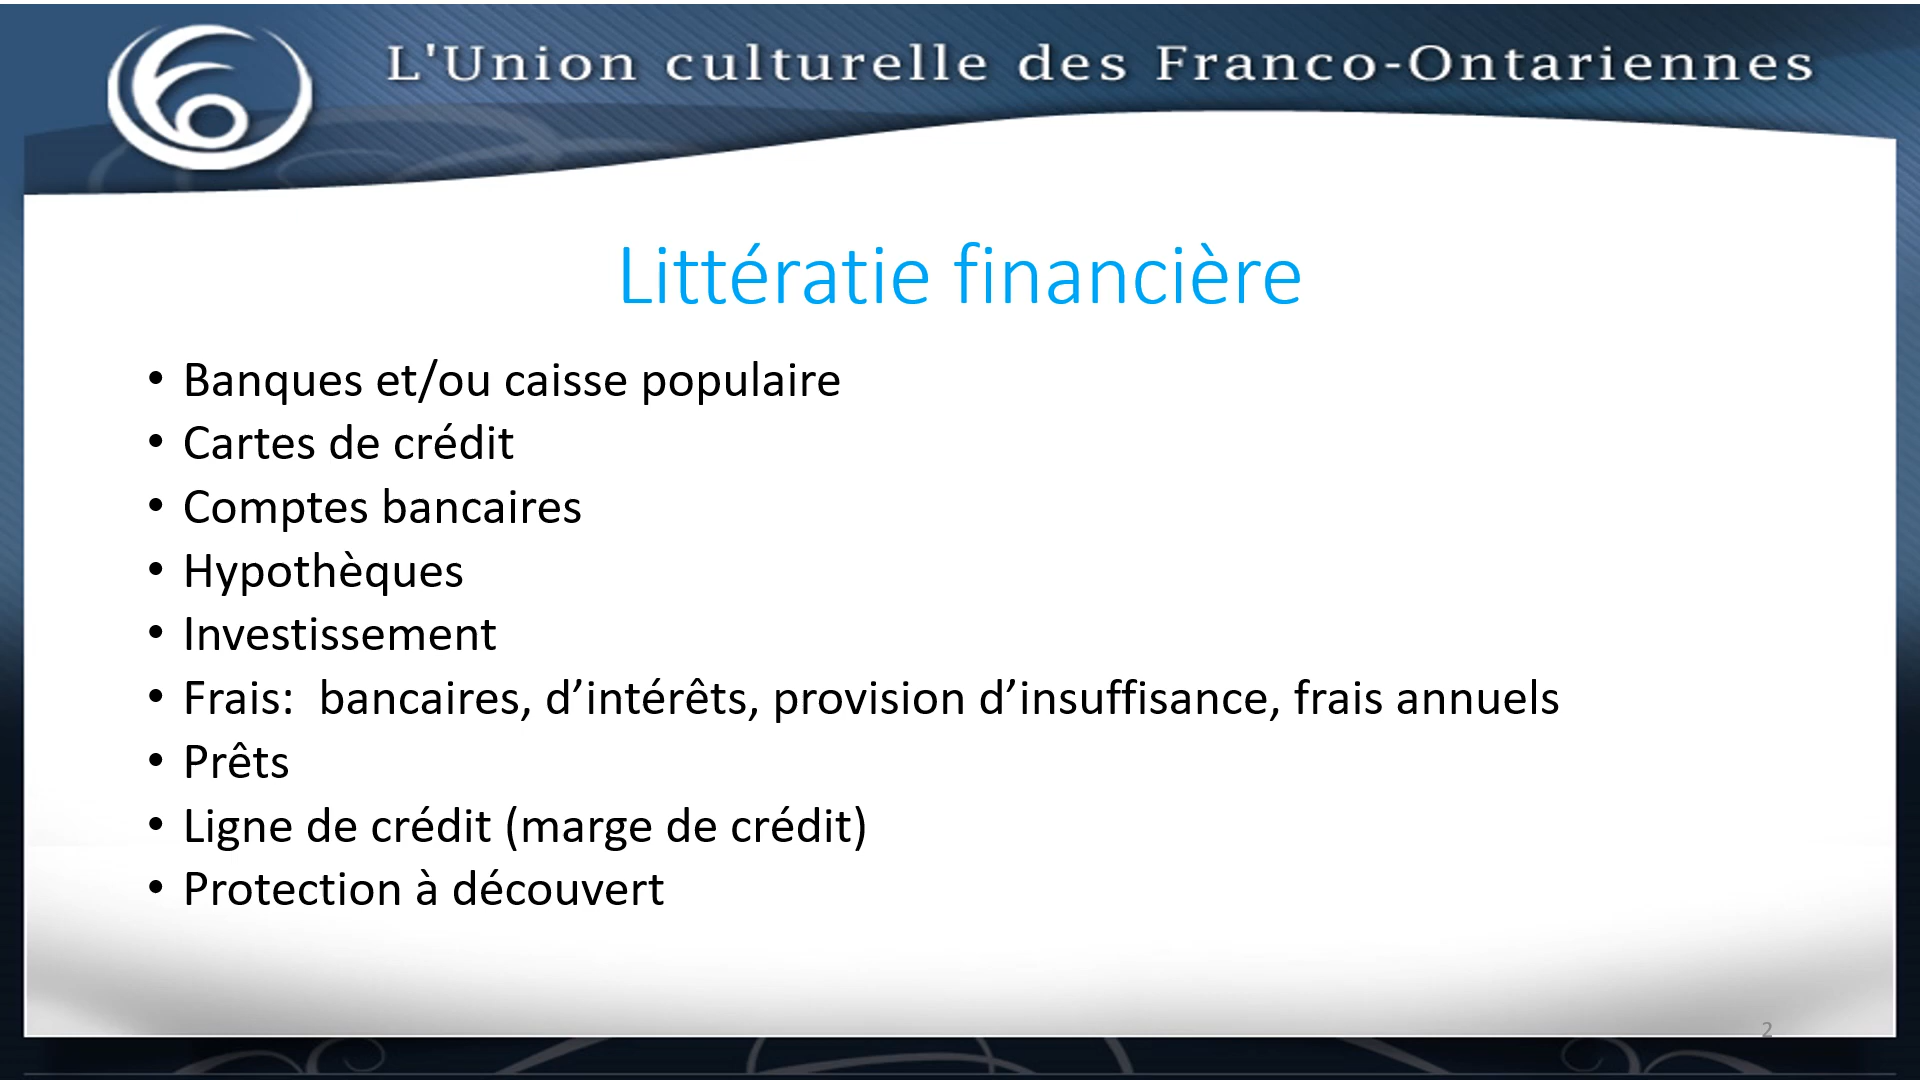 L'Union culturelle des Franco-Ontariennes
Littératie financière
• Banques et/ou caisse populaire
• Cartes de crédit
• Comptes bancaires
• Hypothèques
• Investissement
• Frais:  bancaires, d’intérêts, provision d’insuffisance, frais annuels
• Prêts
• Ligne de crédit (marge de crédit)
• Protection à découvert
2